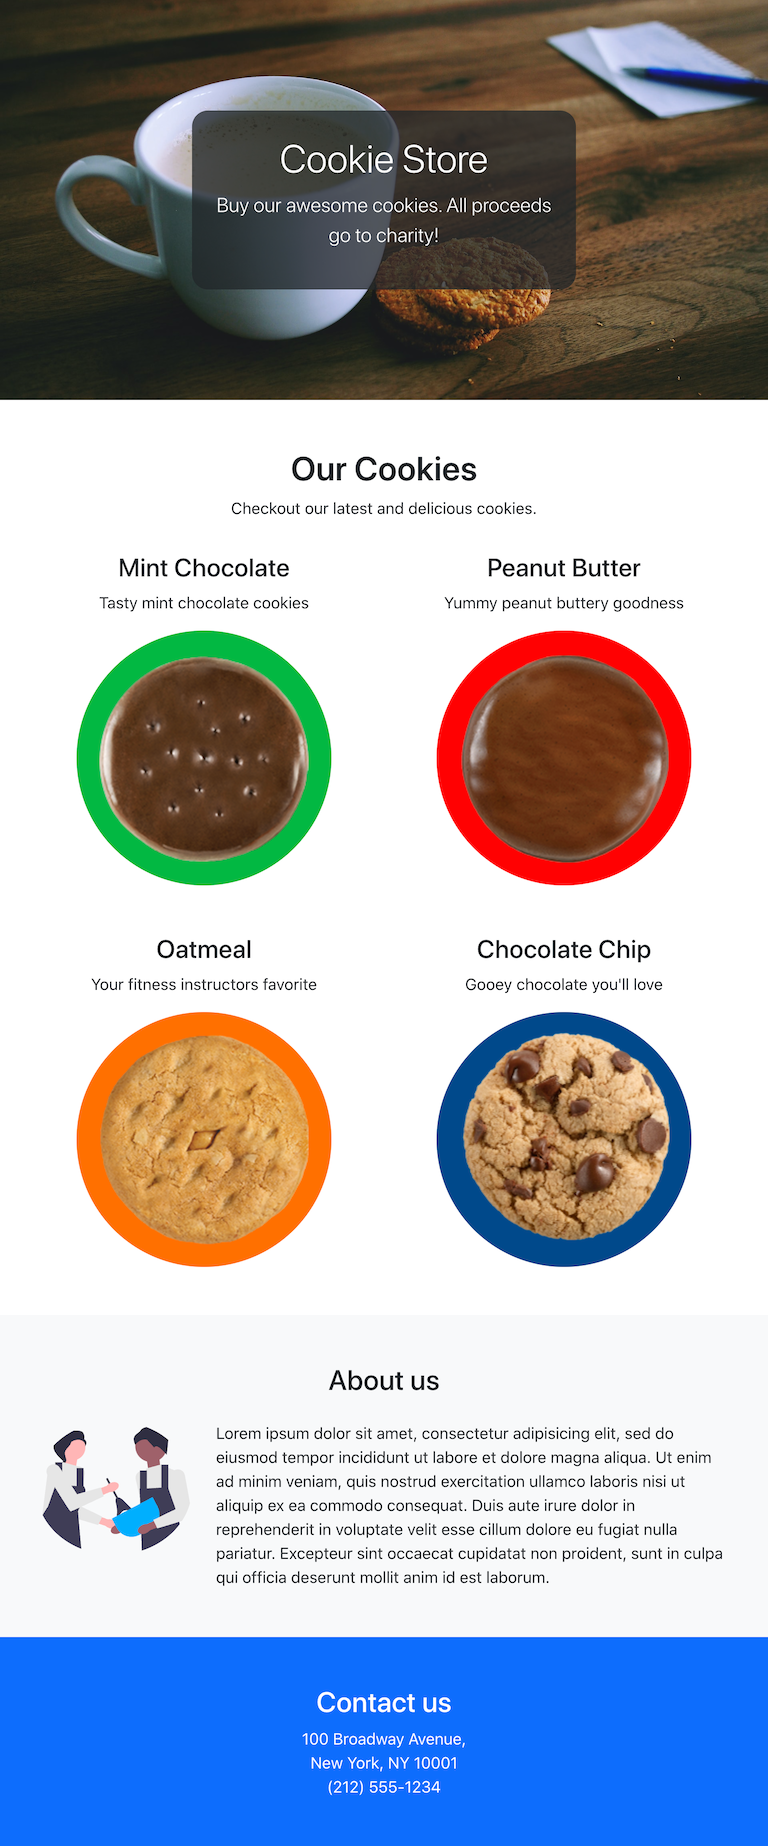 Cookie Store
Buy our awesome cookies. All proceeds
go to charity!
Our Cookies
Checkout our latest and delicious cookies.
Mint Chocolate
Tasty mint chocolate cookies
Peanut Butter
Yummy peanut buttery goodness
Oatmeal
Your fitness instructors favorite
Chocolate Chip
Gooey chocolate you'll love
About us
Lorem ipsum dolor sit amet, consectetur adipisicing elit, sed do
eiusmod tempor incididunt ut labore et dolore magna aliqua. Ut enim
ad minim veniam, quis nostrud exercitation ullamco laboris nisi ut
aliquip ex ea commodo consequat. Duis aute irure dolor in
reprehenderit in voluptate velit esse cillum dolore eu fugiat nulla
pariatur. Excepteur sint occaecat cupidatat non proident, sunt in culpa
qui officia deserunt mollit anim id est laborum.
Contact us
100 Broadway Avenue,
New York, NY 10001
(212) 555-1234